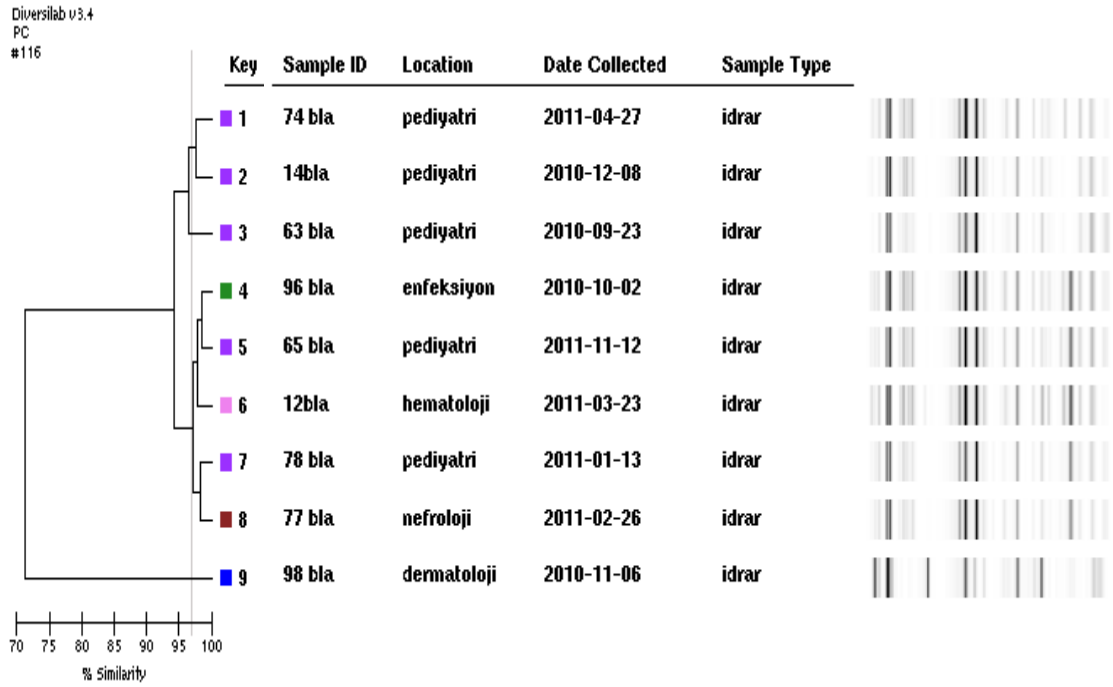 Diversilab v3.4
PC
#116
Key Sample ID Location Date Collected Sample Type
1 74 bla pediyatri 2011-04-27 idrar
2 14bla pediyatri 2010-12-08 idrar
3 63 bla pediyatri 2010-09-23 idrar
4 96 bla enfeksiyon 2010-10-02 idrar
5 65 bla pediyatri 2011-11-12 idrar
6 12bla hematoloji 2011-03-23 idrar
7 78 bla pediyatri 2011-01-13 idrar
8 77 bla nefroloji 2011-02-26 idrar
9 98 bla dermatoloji 2010-11-06 idrar
70 75 80 85 90 95 100
% Similarity